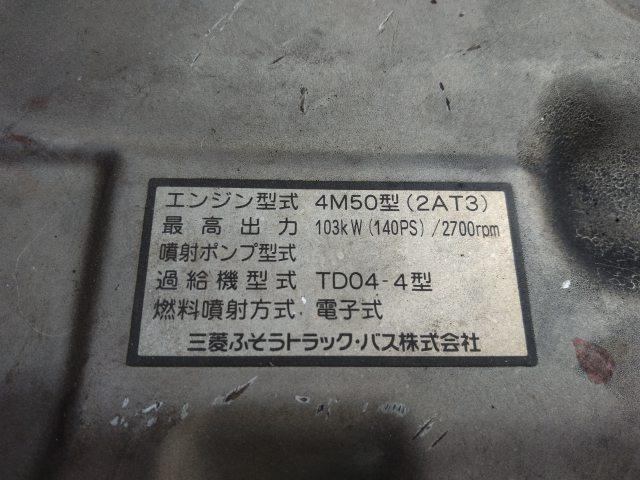 エンジン型式 4M50型(2AT3)
最高出力 103kW(140PS)/2700rpm
噴射ポンプ型式
過給機型式 TD04-4型
燃料噴射方式 電子式
三菱ふそうトラック・バス株式会社